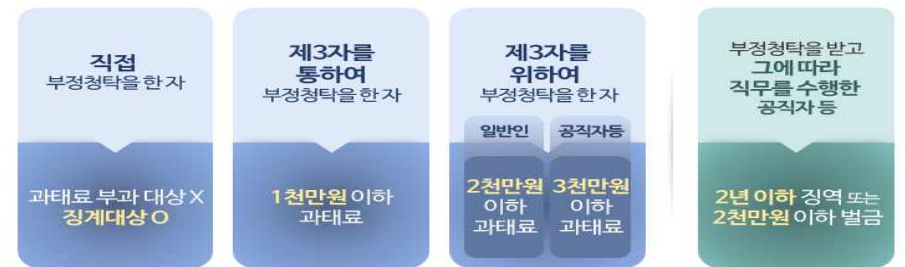 직접
부정청탁을 한 자
과태료 부과 대상 X
징계대상 O
제3자를
통하여
부정청탁을 한 자
1천만원 이하
과태료
제3자를
위하여
부정청탁을 한 자
일반인
2천만원
이하
과태료
공직자등
3천만원
이하
과태료
부정청탁을 받고
그에 따라
직무를 수행한
공직자 등
2년 이하 징역 또는
2천만원 이하 벌금